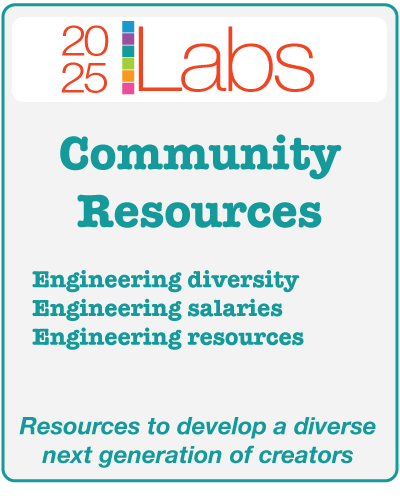 20
25 Labs
Community
Resources
Engineering diversity
Engineering salaries
Engineering resources
Resources to develop a diverse
next generation of creators